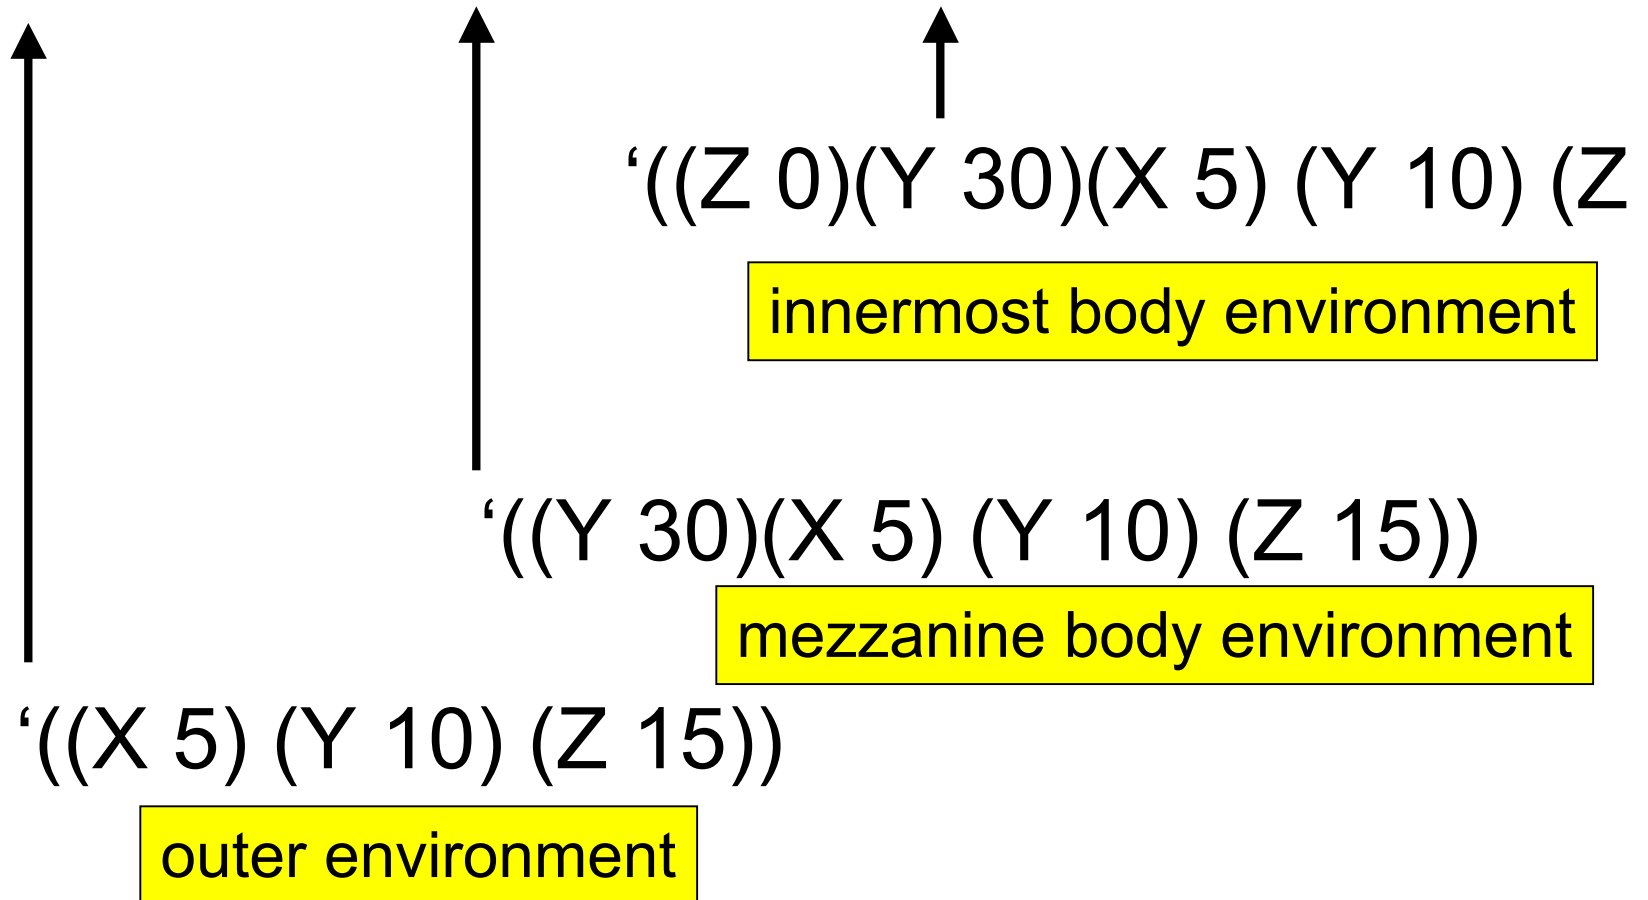 ‘((Z 0)(Y 30)(X 5) (Y 10) (Z
innermost body environment
‘((Y 30)(X 5) (Y 10) (Z 15))
mezzanine body environment
‘((X 5) (Y 10) (Z 15))
outer environment